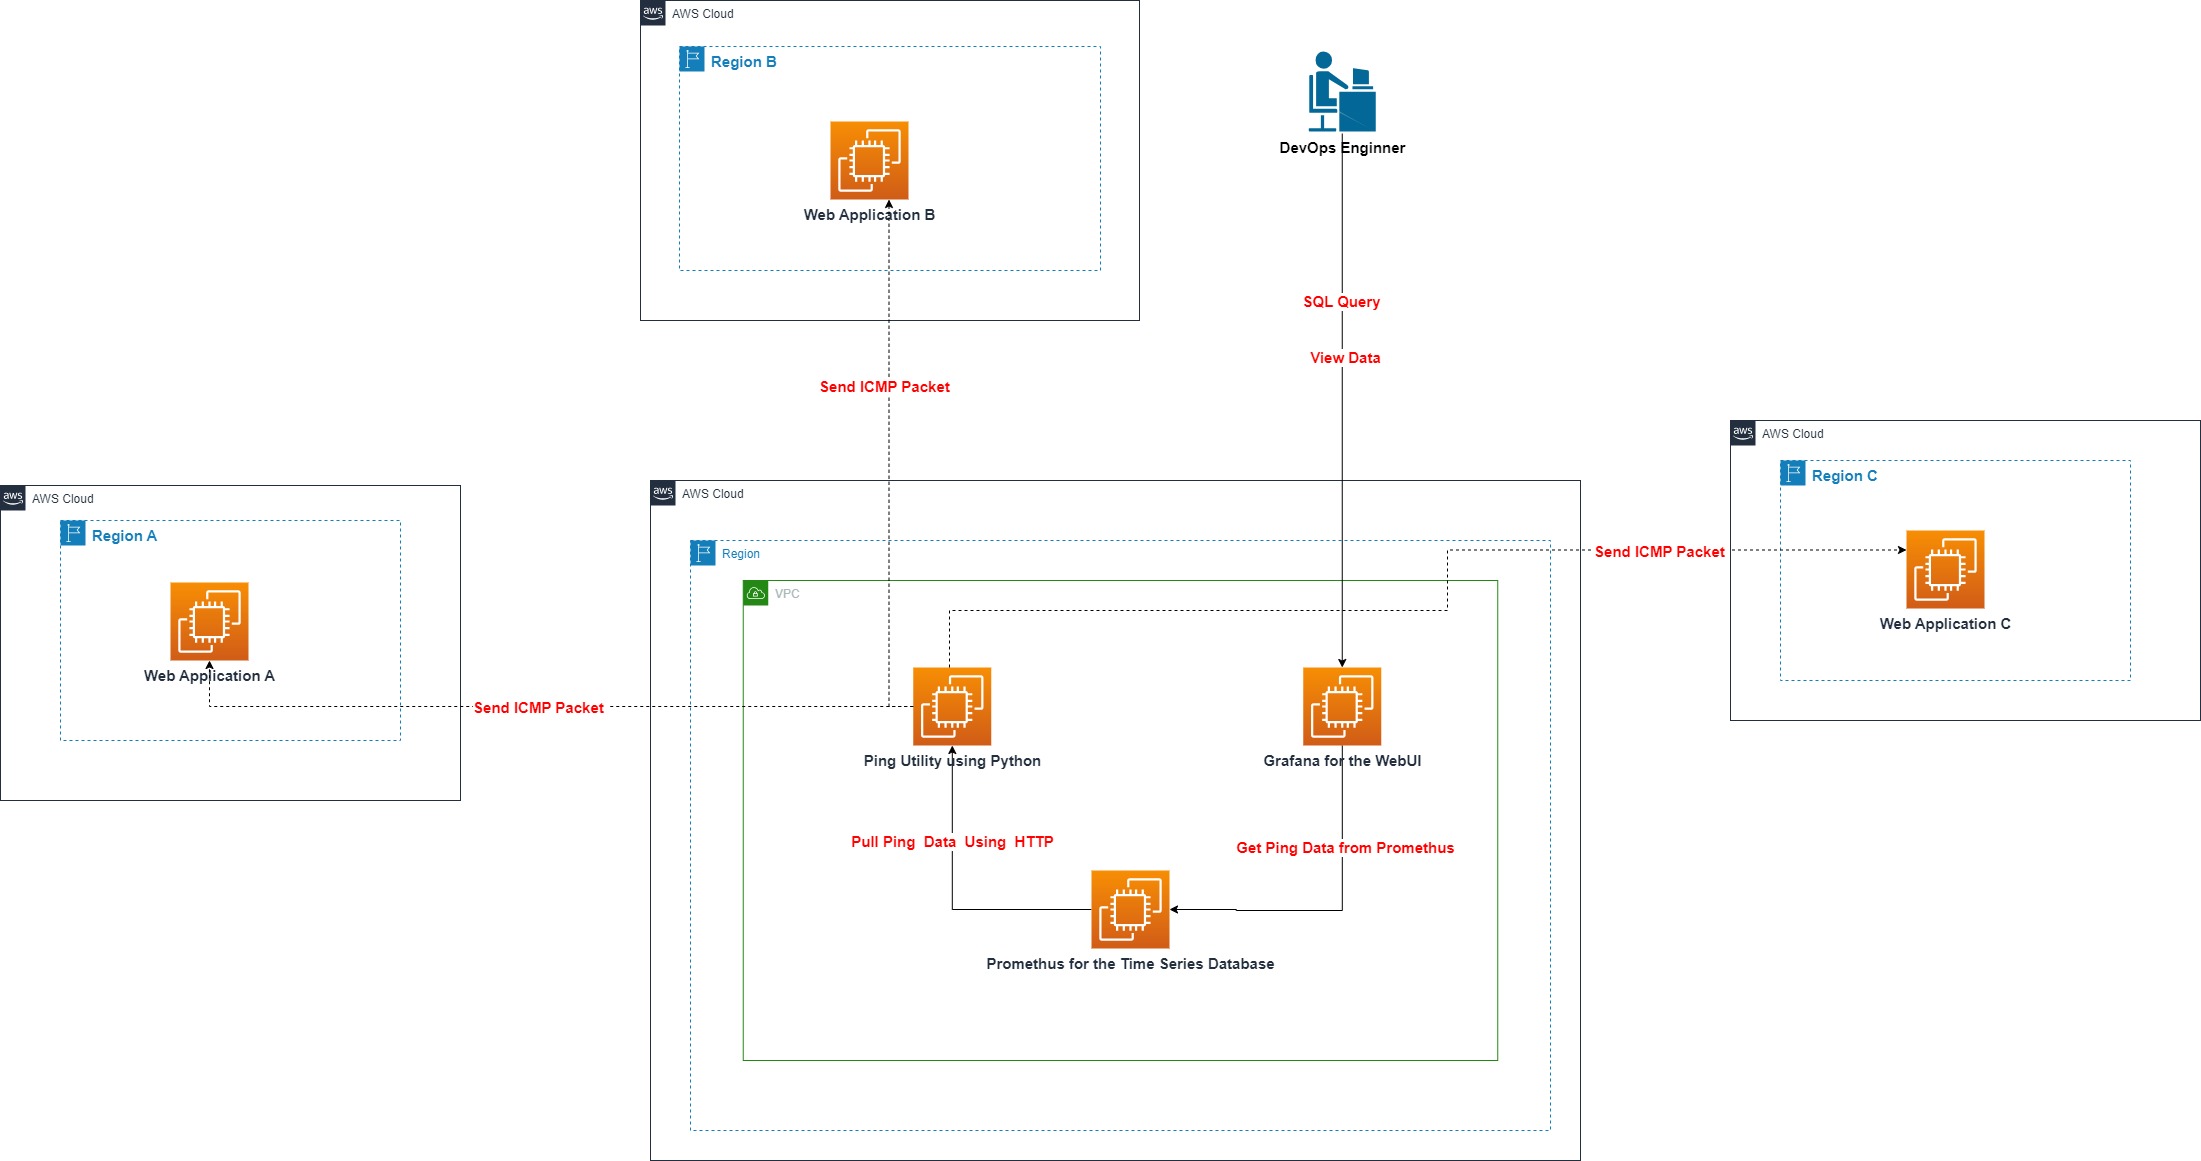 aws
AWS Cloud
Region B
Web Application B
DevOps Enginner
SQL Query
View Data
Send ICMP Packet
aws
AWS Cloud
Region C
Send ICMP Packet
Web Application C
aws
AWS Cloud
Region A
Web Application A
Send ICMP Packet
aws
AWS Cloud
Region
VPC
Ping Utility using Python
Grafana for the WebUI
Pull Ping Data Using HTTP
Get Ping Data from Promethus
Promethus for the Time Series Database